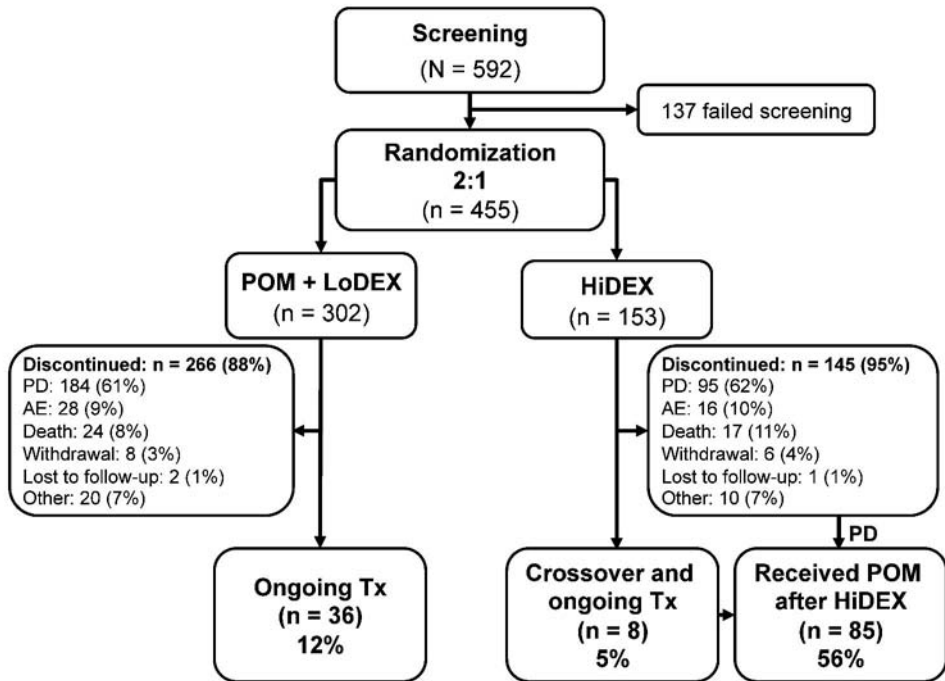 Screening
(N = 592)
137 failed screening
Randomization
2:1
(n = 455)
POM + LoDEX
(n = 302)
HiDEX
(n = 153)
Discontinued: n = 266 (88%)
PD: 184 (61%)
AE: 28 (9%)
Death: 24 (8%)
Withdrawal: 8 (3%)
Lost to follow-up: 2 (1%)
Other: 20 (7%)
Discontinued: n = 145 (95%)
PD: 95 (62%)
AE: 16 (10%)
Death: 17 (11%)
Withdrawal: 6 (4%)
Lost to follow-up: 1 (1%)
Other: 10 (7%)
PD
Ongoing Tx
(n = 36)
12%
Crossover and
ongoing Tx
(n = 8)
5%
Received POM
after HiDEX
(n = 85)
56%